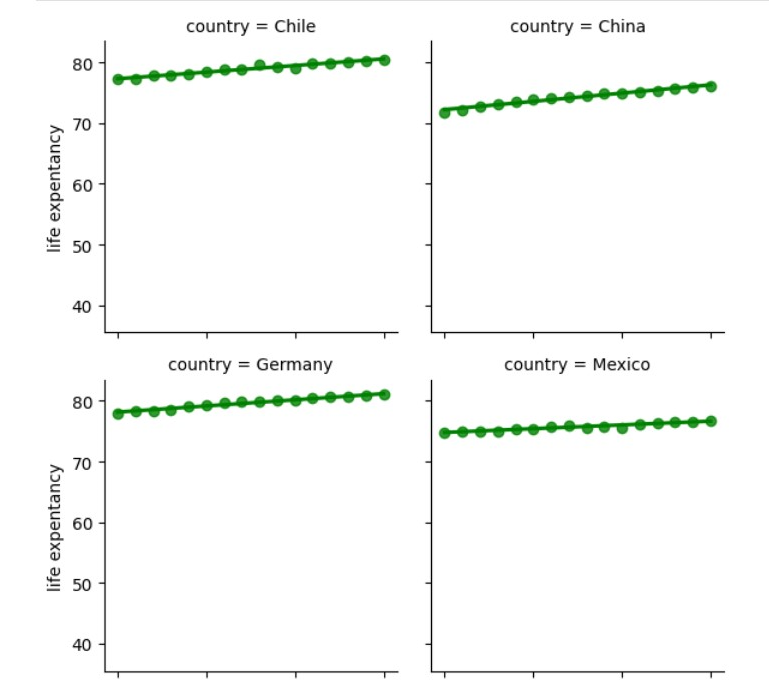 country = Chile
country = China
80
70
60
50
40
life expentancy
country = Germany
country = Mexico
80
70
60
50
40
life expentancy